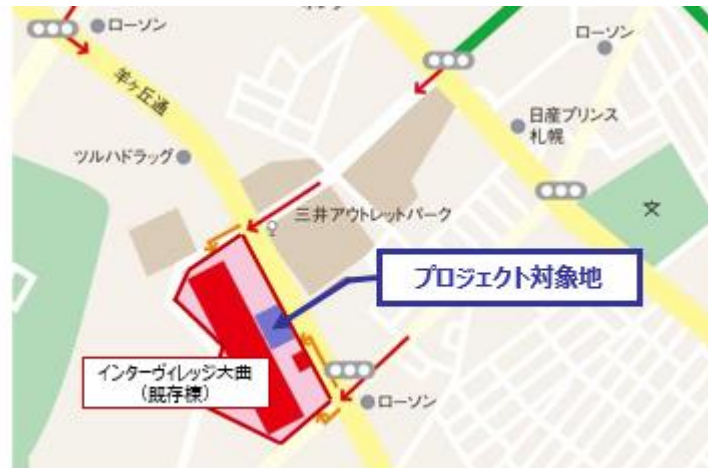 ローソン
ローソン
羊ヶ丘通
日産プリンス
札幌
ツルハドラッグ
文
三井アウトレットパーク
プロジェクト対象地
インターヴィレッジ大曲
(既存棟)
ローソン